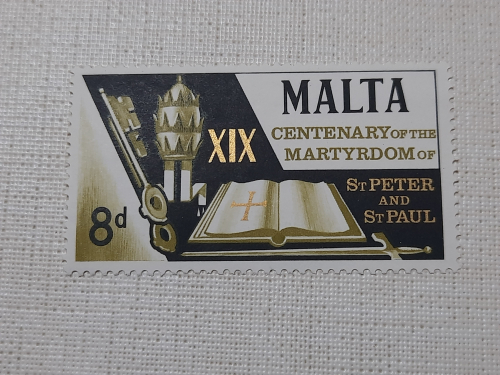 MALTA
XIX
CENTENARY OF THE
MARTYRDOM OF
ST PETER
AND
ST PAUL
8d